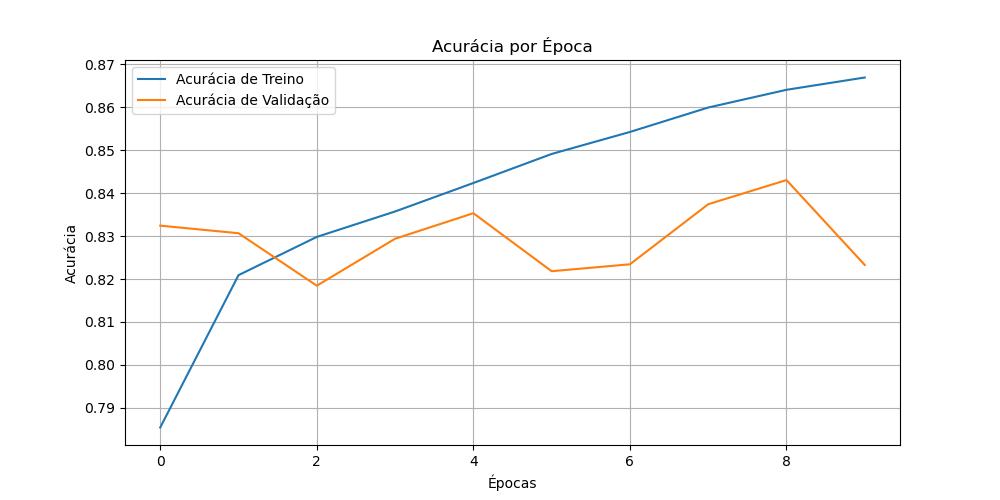 Acurácia por Época
Acurácia de Treino
Acurácia de Validação
0.87
0.86
0.85
0.84
0.83
0.82
0.81
0.80
0.79
Acurácia
0 2 4 6 8
Épocas